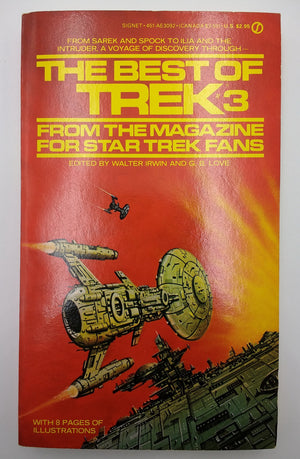 SIGNET • 451-AE3092 • (CANADA $3.50) • U.S. $2.95
FROM SAREK AND SPOCK TO ILIA AND THE
INTRUDER, A VOYAGE OF DISCOVERY THROUGH—
THE BEST OF
TREK #3
FROM THE MAGAZINE
FOR STAR TREK FANS
EDITED BY WALTER IRWIN AND G.B. LOVE
WITH 8 PAGES OF
ILLUSTRATIONS